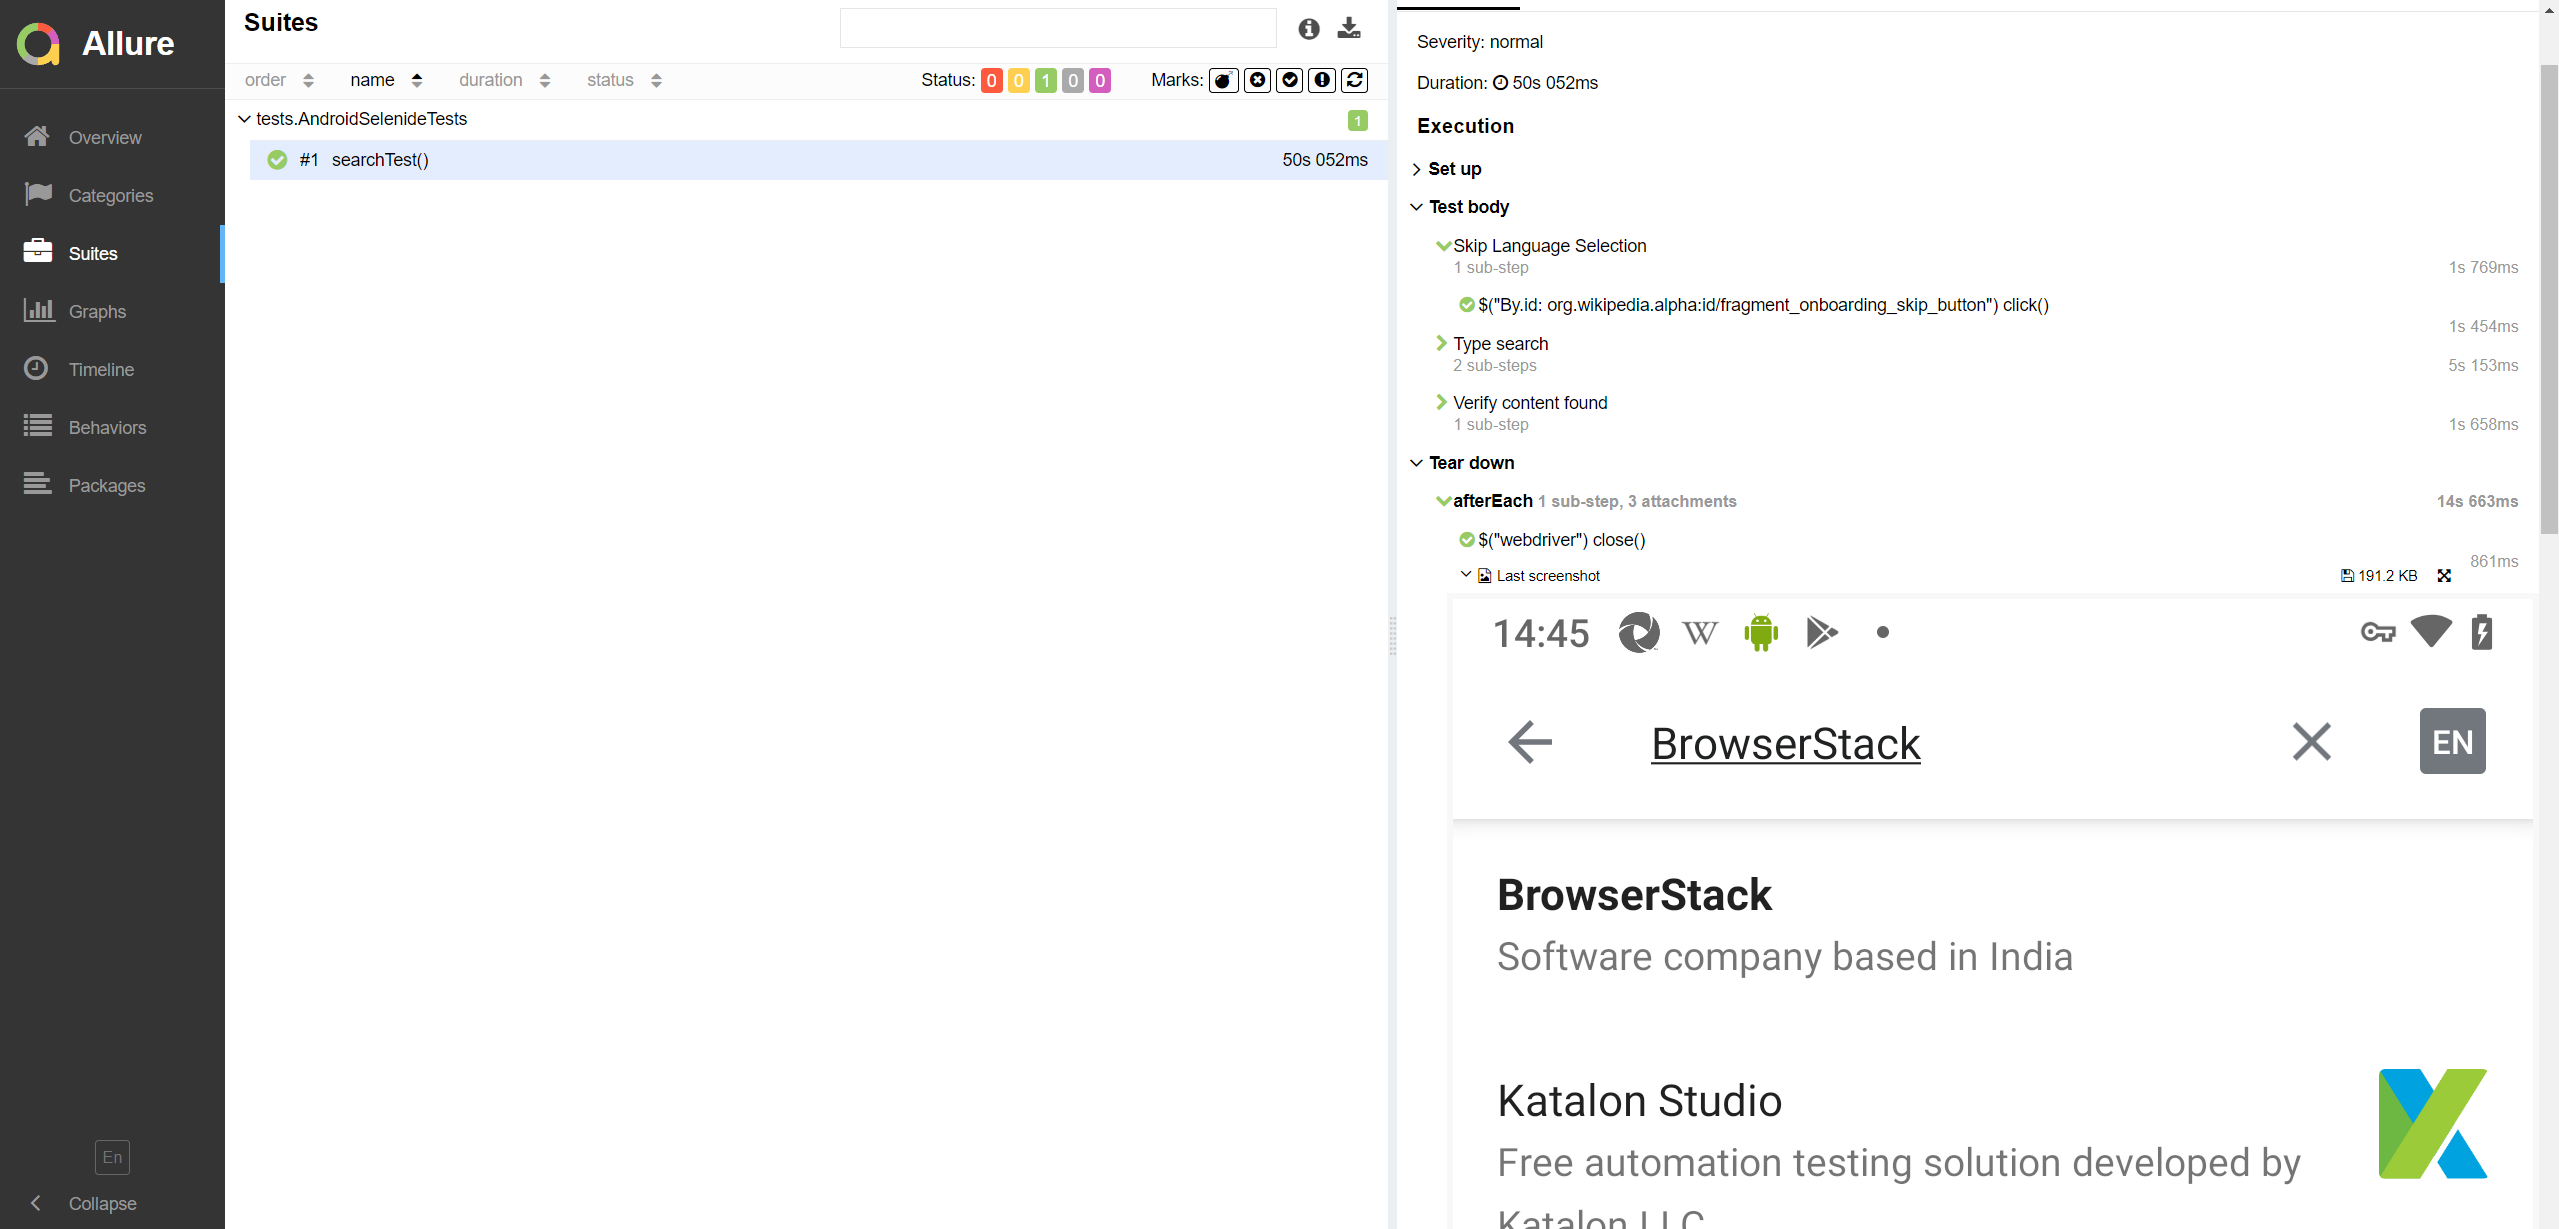 Allure
Overview
Categories
Suites
Graphs
Timeline
Behaviors
Packages
En
Collapse
Suites
order name duration status Status: 0 0 1 0 0 Marks:
tests.AndroidSelenideTests 1
#1 searchTest() 50s 052ms
Severity: normal
Duration: 50s 052ms
Execution
Set up
Test body
Skip Language Selection
1 sub-step 1s 769ms
$("By.id: org.wikipedia.alpha:id/fragment_onboarding_skip_button") click()
1s 454ms
Type search
2 sub-steps 5s 153ms
Verify content found
1 sub-step 1s 658ms
Tear down
afterEach 1 sub-step, 3 attachments 14s 663ms
$("webdriver") close()
861ms
Last screenshot 191.2 KB
14:45 W
BrowserStack EN
BrowserStack
Software company based in India
Katalon Studio
Free automation testing solution developed by
Katalon LLC